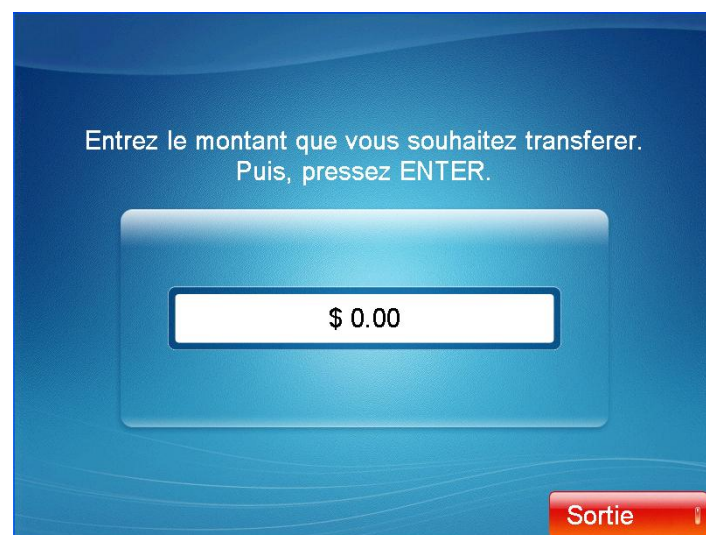 Entrez le montant que vous souhaitez transferer.
Puis, pressez ENTER.
$ 0.00
Sortie